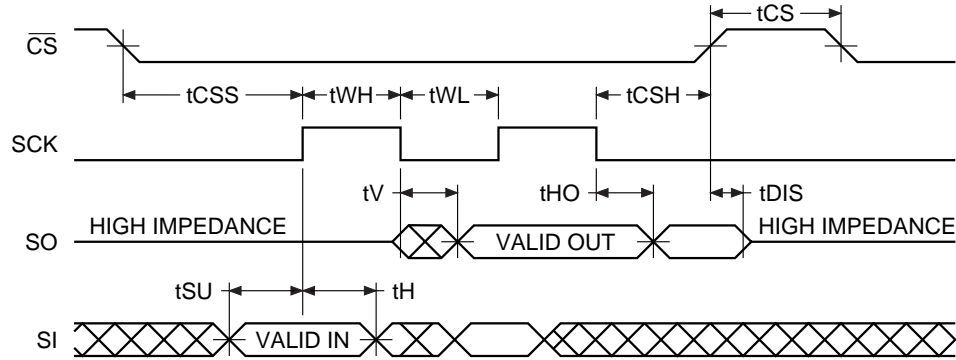 tCS
C̅S̅
tCSS tWH tWL tCSH
SCK
tV tHO tDIS
HIGH IMPEDANCE HIGH IMPEDANCE
SO VALID OUT
tSU tH
SI VALID IN